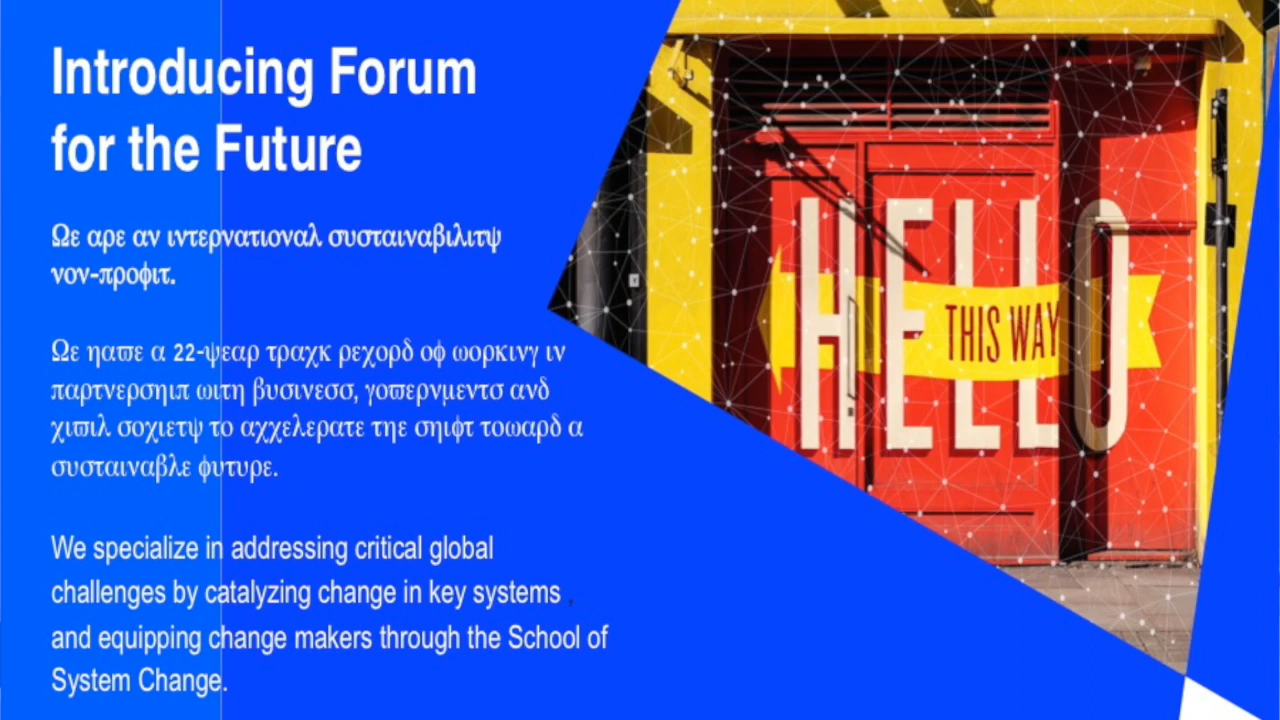 Introducing Forum
for the Future
Ωε αρε αν ιντερνατιοναλ συσταιναβιλιτψ
νον-προφιτ.
Ωε ηαϖε α 22-ψεαρ τραχκ ρεχορδ οφ ωορκινγ ιν
παρτνερσηιπ ωιτη βυσινεσσ, γοϖερνμεντσ ανδ
χιϖιλ σοχιετψ το αχχελερατε τηε σηιφτ τοωαρδ α
συσταιναβλε φυτυρε.
We specialize in addressing critical global
challenges by catalyzing change in key systems ,
and equipping change makers through the School of
System Change.
HELLO
THIS WAY